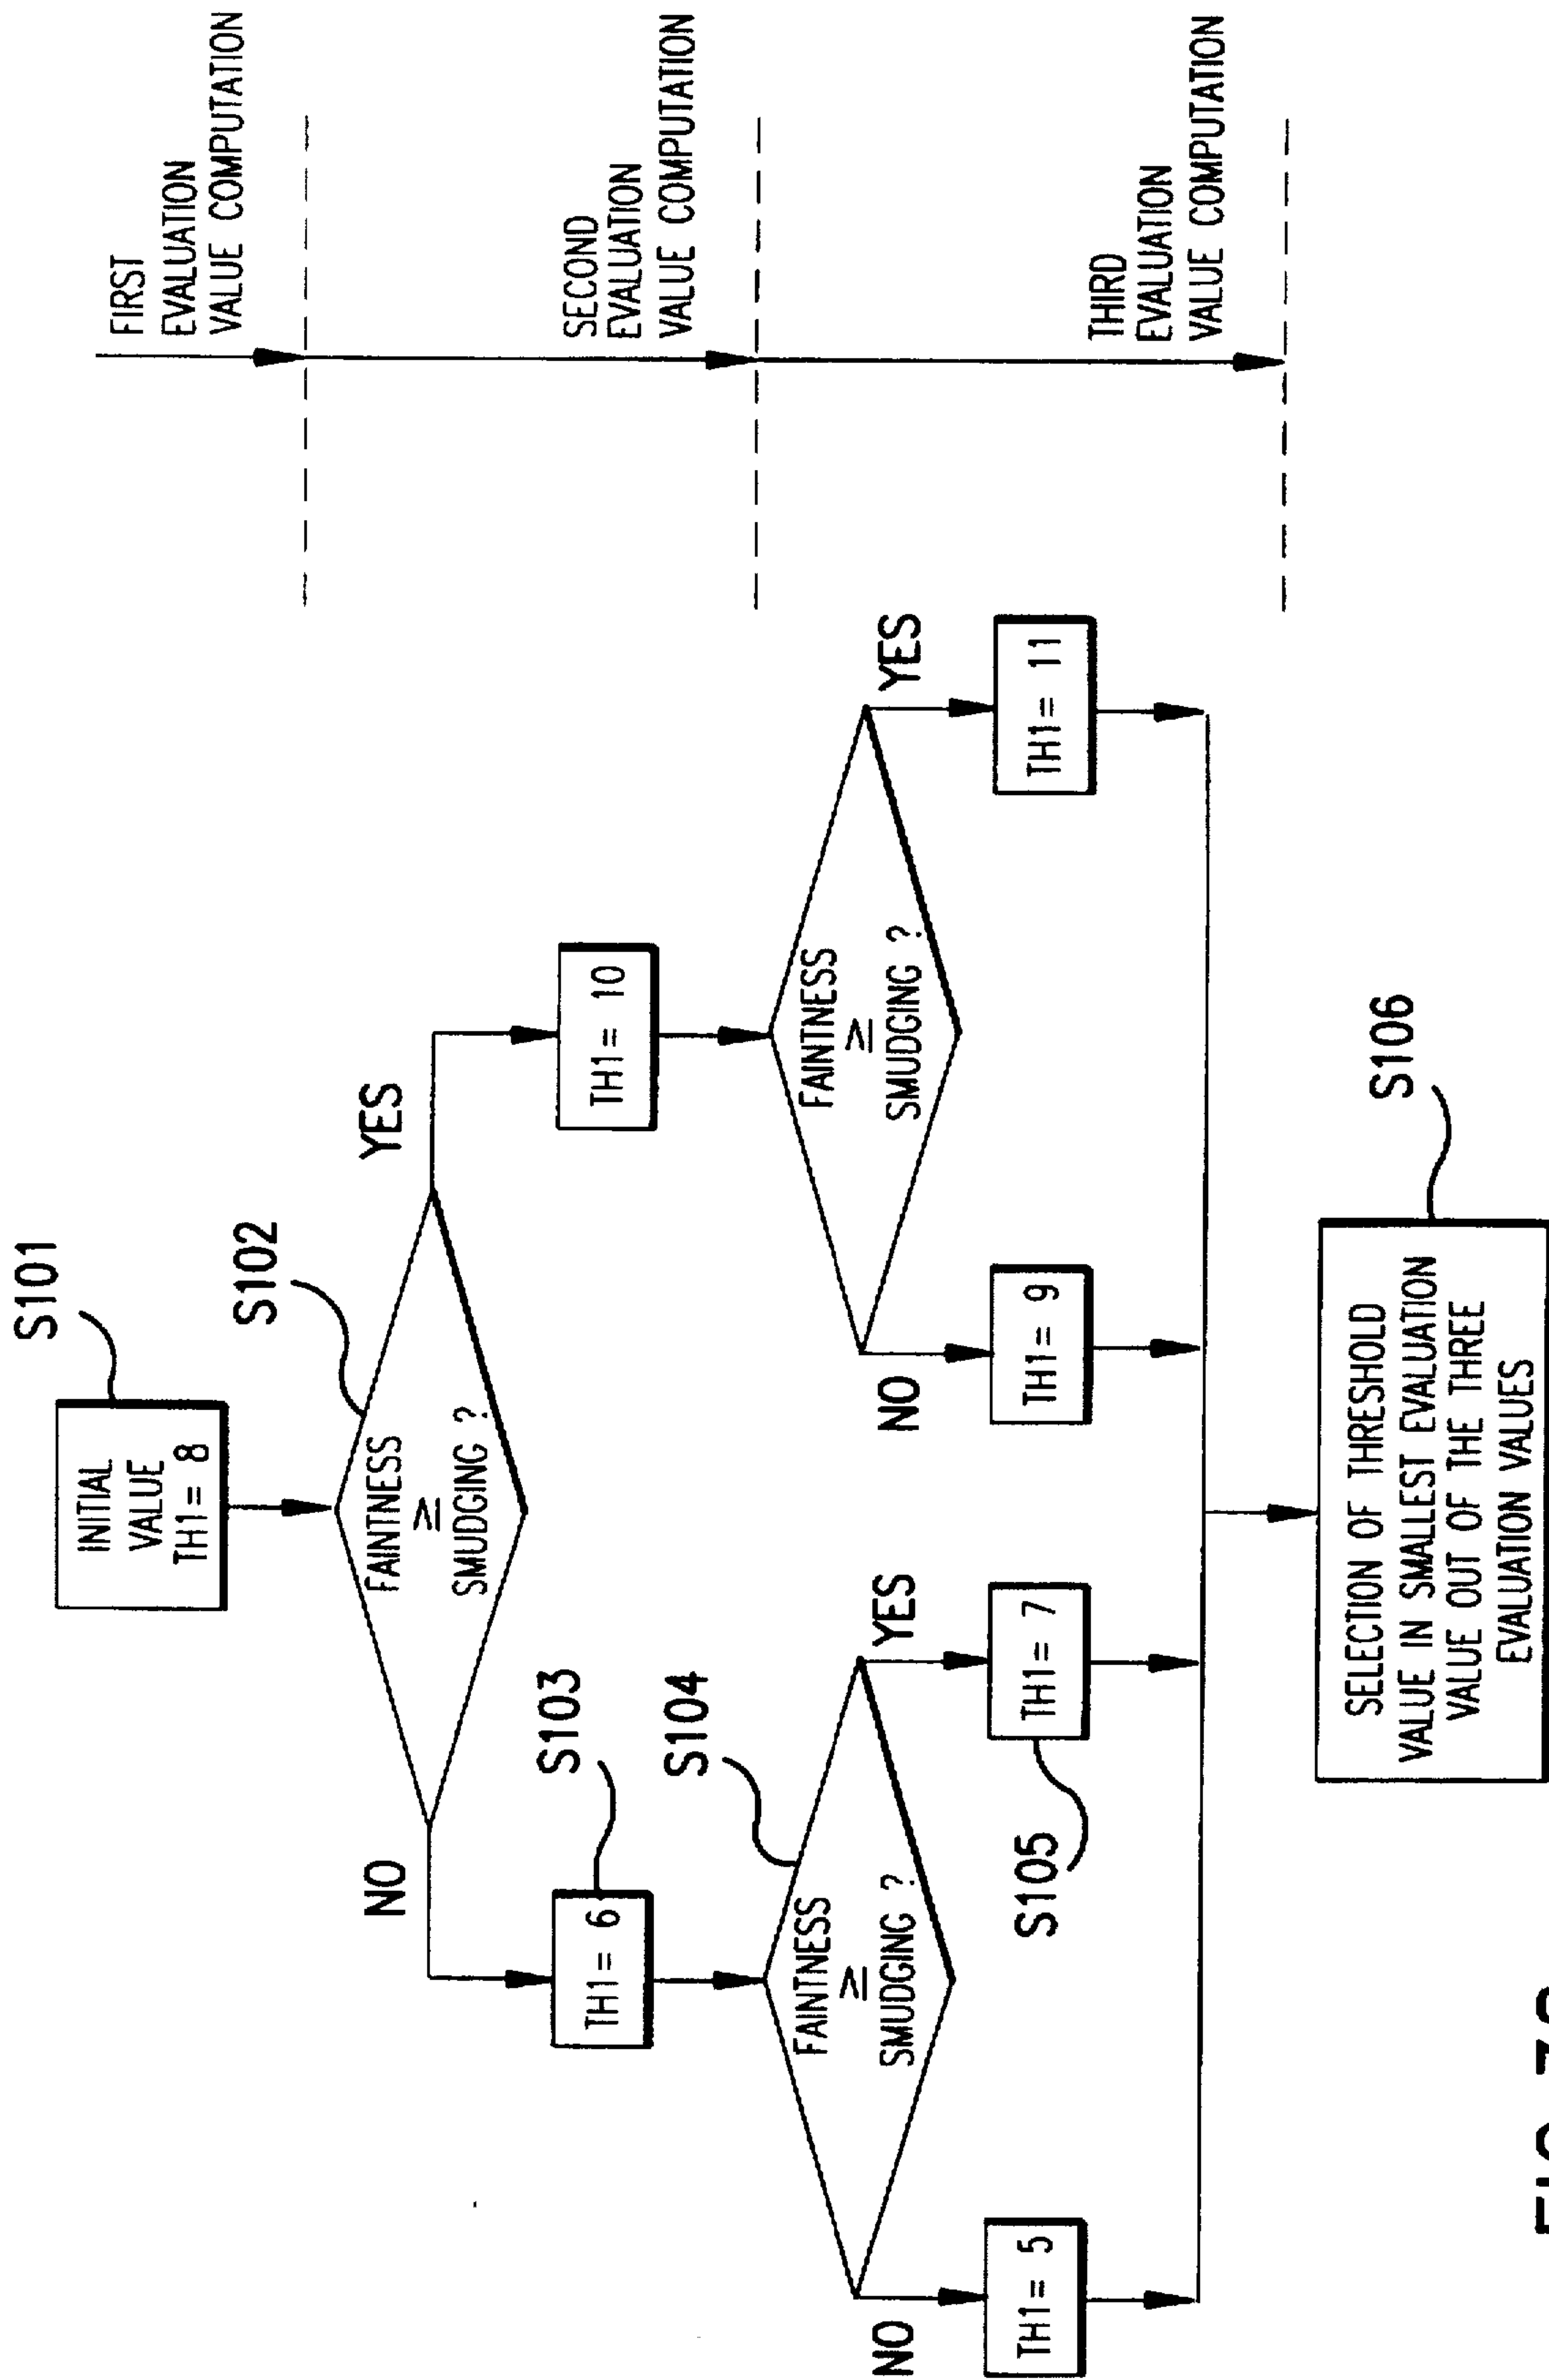 S101
INITIAL
VALUE
TH1 = 8
FIRST
EVALUATION
VALUE COMPUTATION
S102
FAINTNESS
≥
SMUDGING ?
NO
YES
S103
TH1 = 6
TH1 = 10
SECOND
EVALUATION
VALUE COMPUTATION
S104
FAINTNESS
≥
SMUDGING ?
FAINTNESS
≥
SMUDGING ?
NO
YES
NO
YES
S105
TH1 = 5
TH1 = 7
TH1 = 9
TH1 = 11
THIRD
EVALUATION
VALUE COMPUTATION
S106
SELECTION OF THRESHOLD
VALUE IN SMALLEST EVALUATION
VALUE OUT OF THE THREE
EVALUATION VALUES